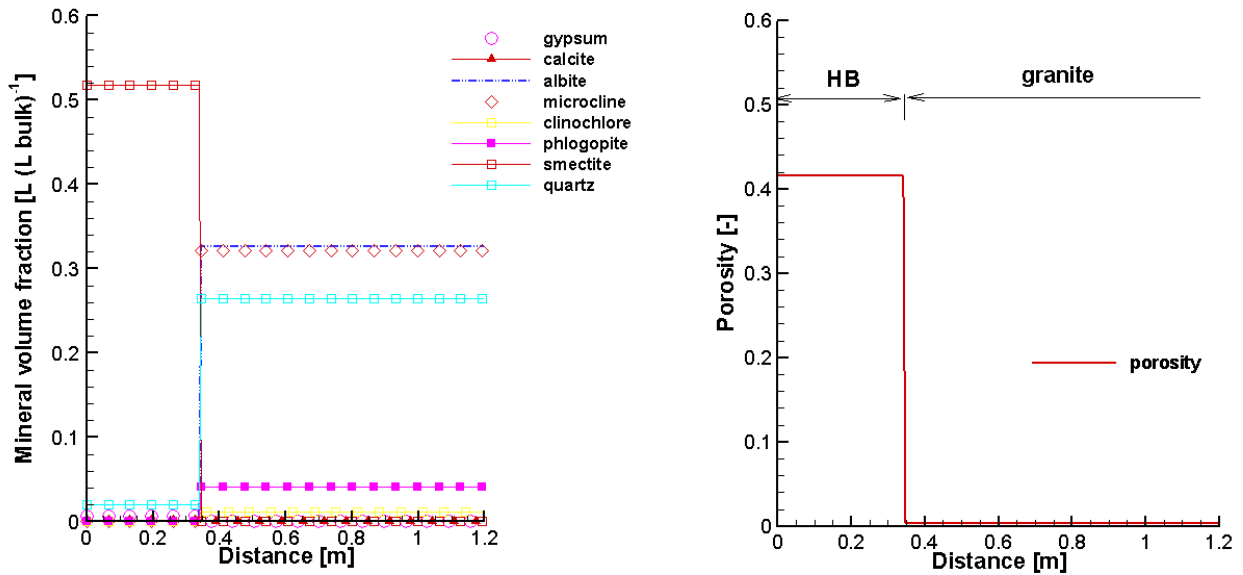 Mineral volume fraction [L (L bulk)-1]
0.6
0.5
0.4
0.3
0.2
0.1
0
0 0.2 0.4 0.6 0.8 1 1.2
Distance [m]
gypsum
calcite
albite
microcline
clinochlore
phlogopite
smectite
quartz
Porosity [-]
0.6
0.5
0.4
0.3
0.2
0.1
0
HB granite
porosity
0 0.2 0.4 0.6 0.8 1 1.2
Distance [m]